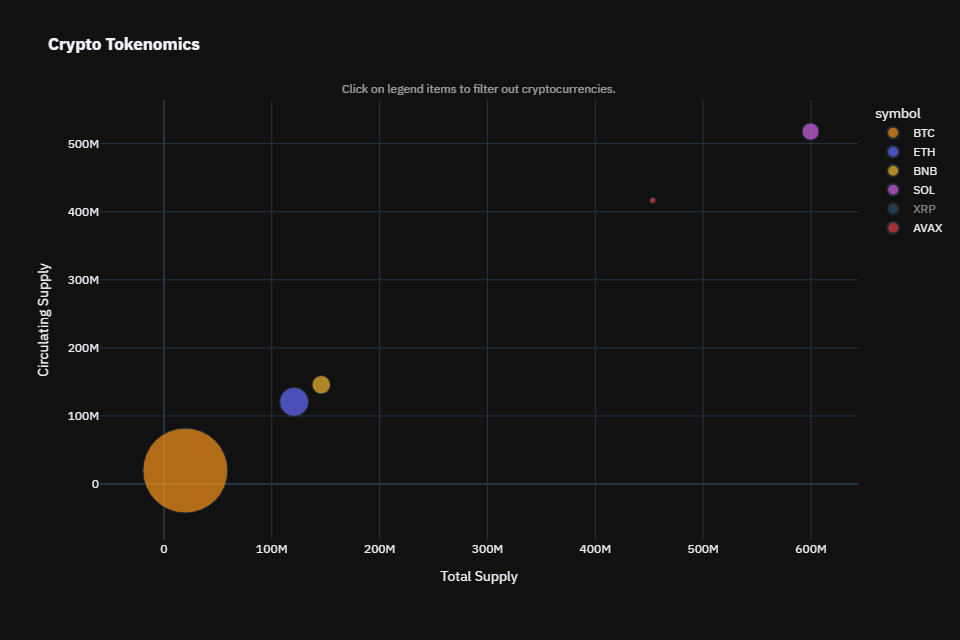 Crypto Tokenomics
Click on legend items to filter out cryptocurrencies.
symbol
BTC
ETH
BNB
SOL
XRP
AVAX
Circulating Supply
500M
400M
300M
200M
100M
0
0
100M
200M
300M
400M
500M
600M
Total Supply